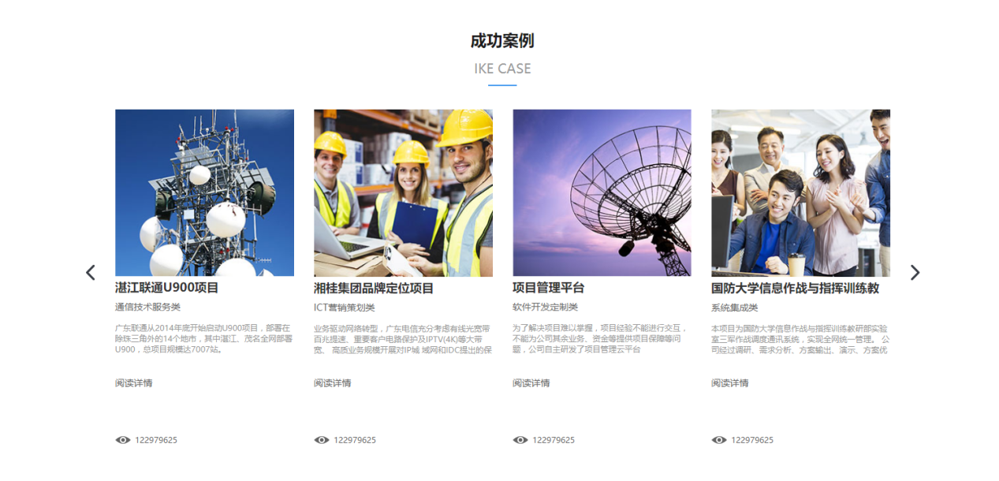 成功案例
IKE CASE
湛江联通U900项目
通信技术服务类
广东联通从2014年底开始启动U900项目，部署在
除珠三角外的14个地市，其中湛江、茂名全网部署
U900，总项目规模达7007站。
阅读详情
122979625
湘桂集团品牌定位项目
ICT营销策划类
业务驱动网络转型，广东电信充分考虑有线光宽带
百兆提速、重要客户电路保护及IPTV(4K)等大带
宽、 高质业务规模开展对IP城 域网和IDC提出的保
阅读详情
122979625
项目管理平台
软件开发定制类
为了解决项目难以掌握，项目经验不能进行交互，
不能为公司其余业务、资金等提供项目保障等问
题，公司自主研发了项目管理云平台
阅读详情
122979625
国防大学信息作战与指挥训练教
系统集成类
本项目为国防大学信息作战与指挥训练教研部实验
室三军作战调度通讯系统，实现全网统一管理。 公
司经过调研、需求分析、方案输出、演示、方案优
阅读详情
122979625